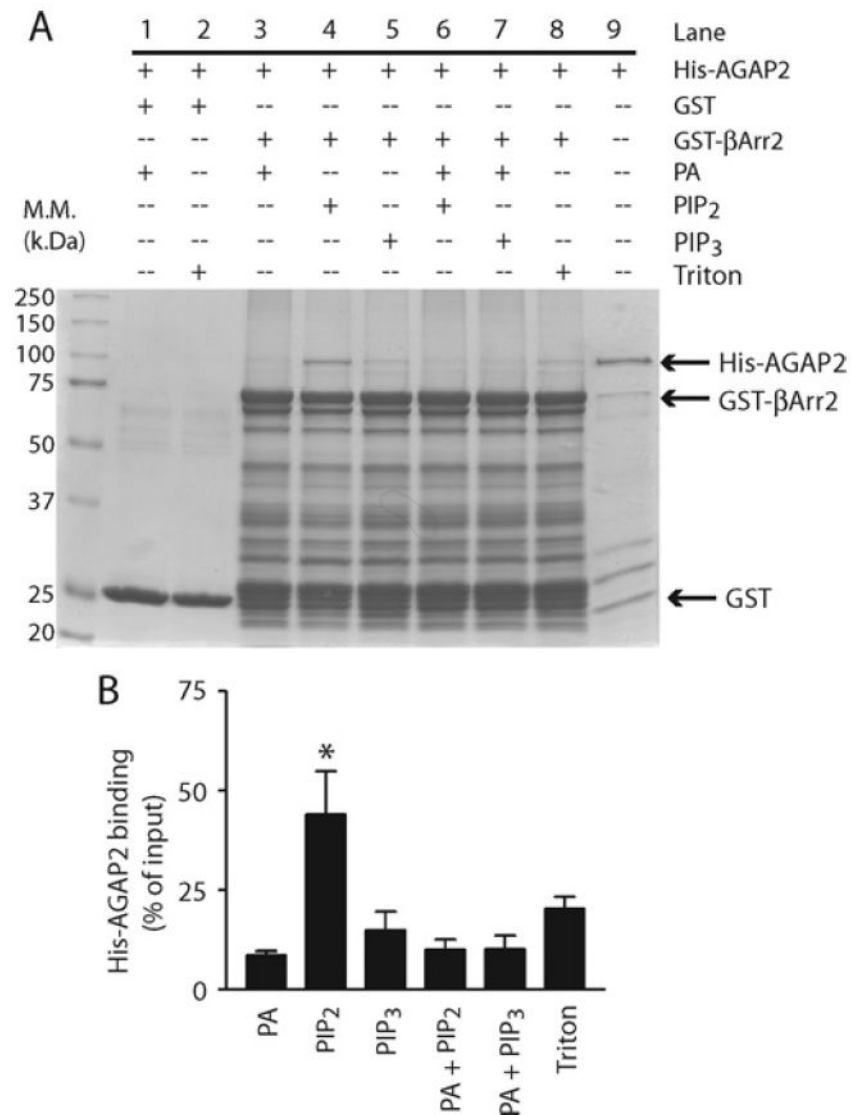 A
1 2 3 4 5 6 7 8 9 Lane
+ + + + + + + + + His-AGAP2
+ + -- -- -- -- -- -- -- GST
-- -- + + + + + + -- GST-βArr2
+ -- + -- -- + + -- -- PA
M.M. -- -- -- + -- + -- -- -- PIP₂
(k.Da) -- -- -- -- + -- + -- -- PIP₃
-- + -- -- -- -- -- + -- Triton
250
150
100
His-AGAP2
75
GST-βArr2
50
37
25
GST
20
B
His-AGAP2 binding
(% of input)
75
50
25
0
*
PA
PIP₂
PIP₃
PA + PIP₂
PA + PIP₃
Triton